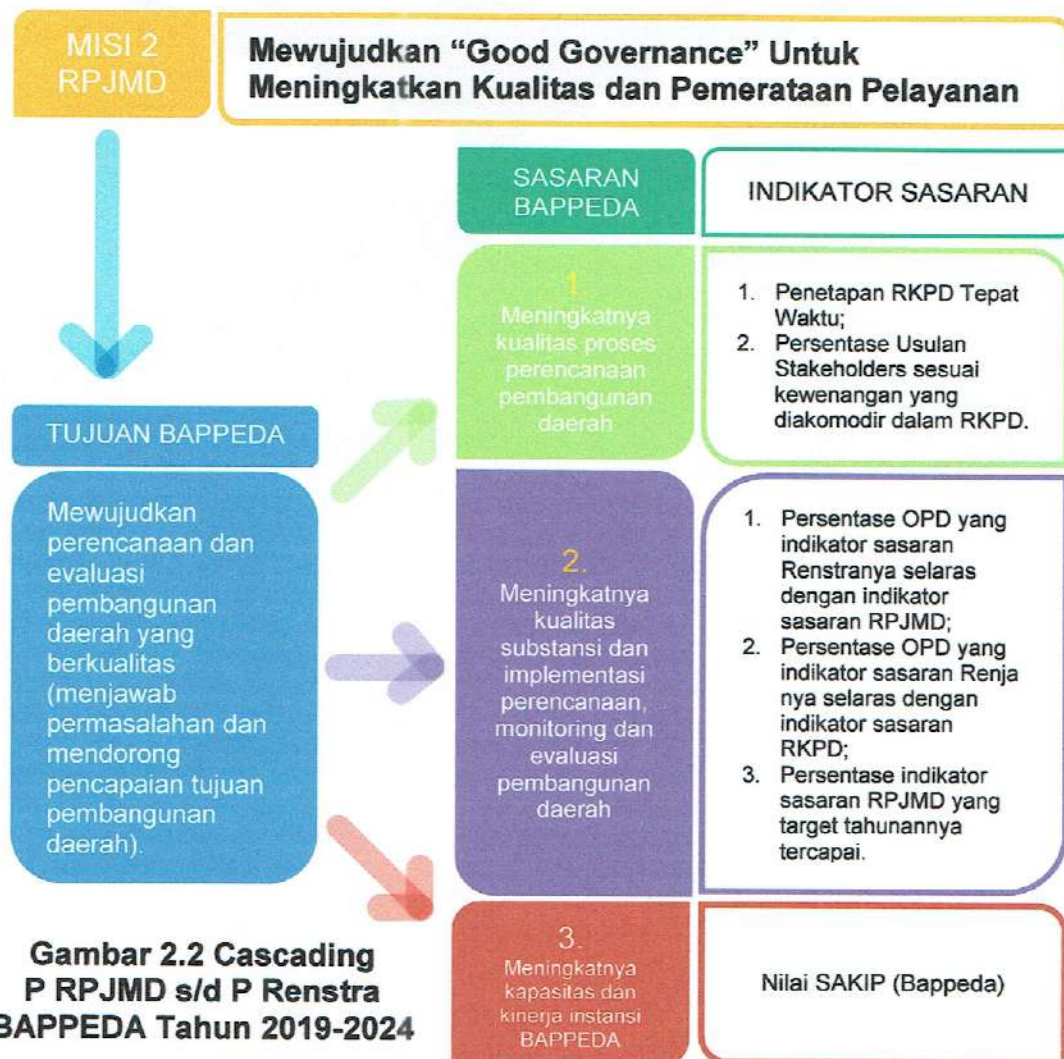 MISI 2
RPJMD
Mewujudkan “Good Governance” Untuk
Meningkatkan Kualitas dan Pemerataan Pelayanan
SASARAN
BAPPEDA
INDIKATOR SASARAN
1.
Meningkatnya
kualitas proses
perencanaan
pembangunan
daerah
1. Penetapan RKPD Tepat
Waktu;
2. Persentase Usulan
Stakeholders sesuai
kewenangan yang
diakomodir dalam RKPD.
TUJUAN BAPPEDA
Mewujudkan
perencanaan dan
evaluasi
pembangunan
daerah yang
berkualitas
(menjawab
permasalahan dan
mendorong
pencapaian tujuan
pembangunan
daerah).
2.
Meningkatnya
kualitas
substansi dan
implementasi
perencanaan,
monitoring dan
evaluasi
pembangunan
daerah
1. Persentase OPD yang
indikator sasaran
Renstranya selaras
dengan indikator
sasaran RPJMD;
2. Persentase OPD yang
indikator sasaran Renja
nya selaras dengan
indikator sasaran
RKPD;
3. Persentase indikator
sasaran RPJMD yang
target tahunannya
tercapai.
3.
Meningkatnya
kapasitas dan
kinerja instansi
BAPPEDA
Nilai SAKIP (Bappeda)
Gambar 2.2 Cascading
P RPJMD s/d P Renstra
BAPPEDA Tahun 2019-2024